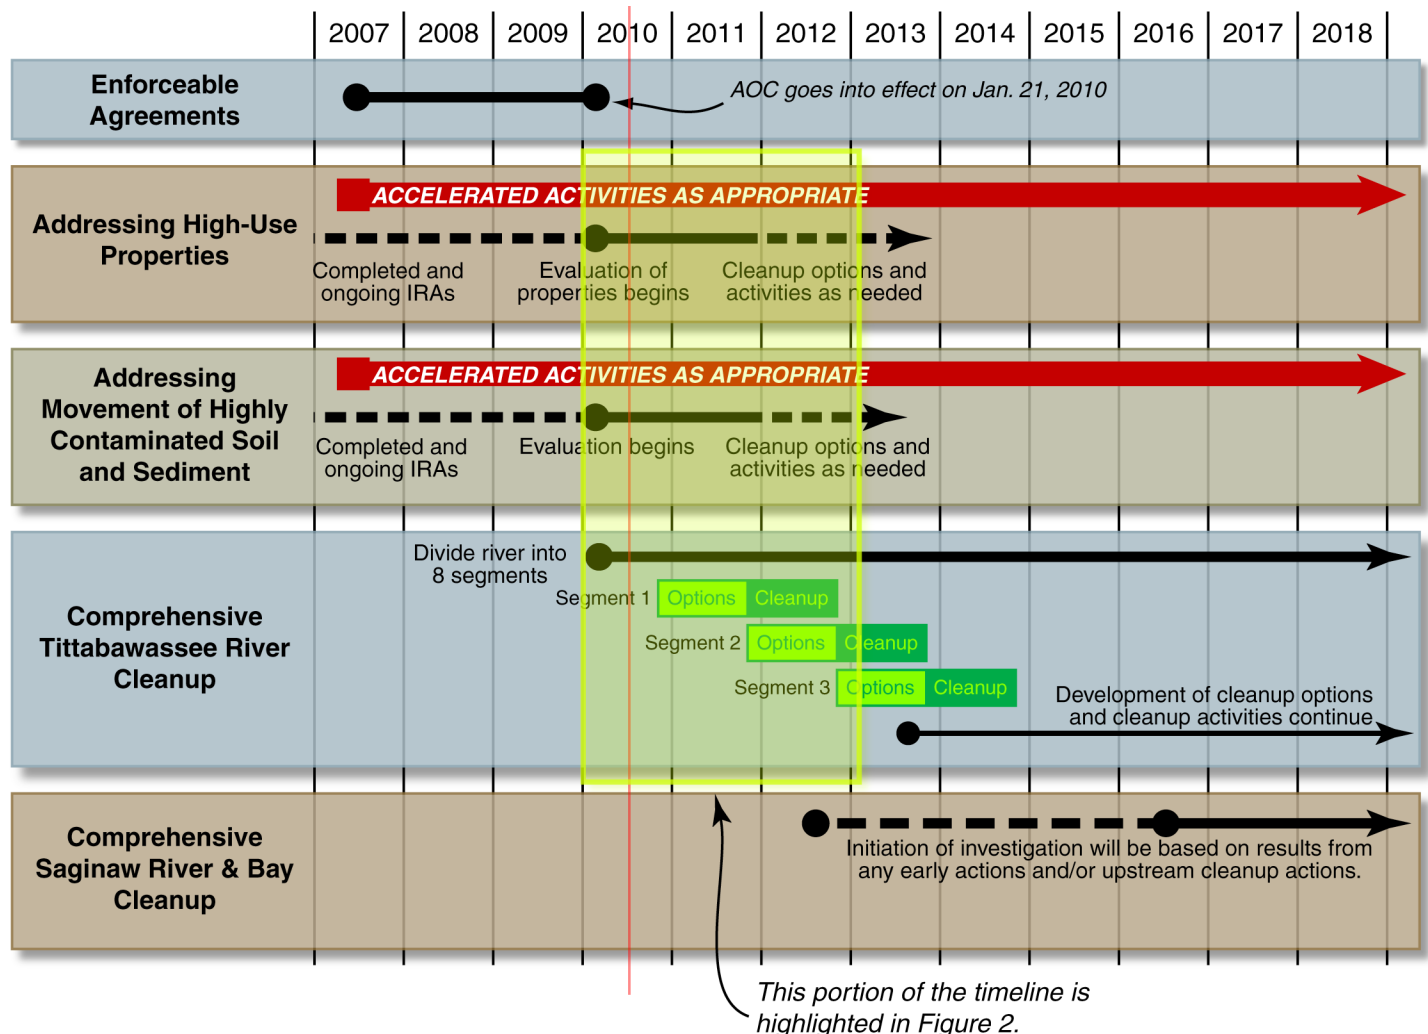 2007 2008 2009 2010 2011 2012 2013 2014 2015 2016 2017 2018
Enforceable
Agreements
AOC goes into effect on Jan. 21, 2010
Addressing High-Use
Properties
ACCELERATED ACTIVITIES AS APPROPRIATE
Completed and
ongoing IRAs
Evaluation of
properties begins
Cleanup options and
activities as needed
Addressing
Movement of Highly
Contaminated Soil
and Sediment
ACCELERATED ACTIVITIES AS APPROPRIATE
Completed and
ongoing IRAs
Evaluation begins
Cleanup options and
activities as needed
Comprehensive
Tittabawassee River
Cleanup
Divide river into
8 segments
Segment 1 Options Cleanup
Segment 2 Options Cleanup
Segment 3 Options Cleanup
Development of cleanup options
and cleanup activities continue
Comprehensive
Saginaw River & Bay
Cleanup
Initiation of investigation will be based on results from
any early actions and/or upstream cleanup actions.
This portion of the timeline is
highlighted in Figure 2.